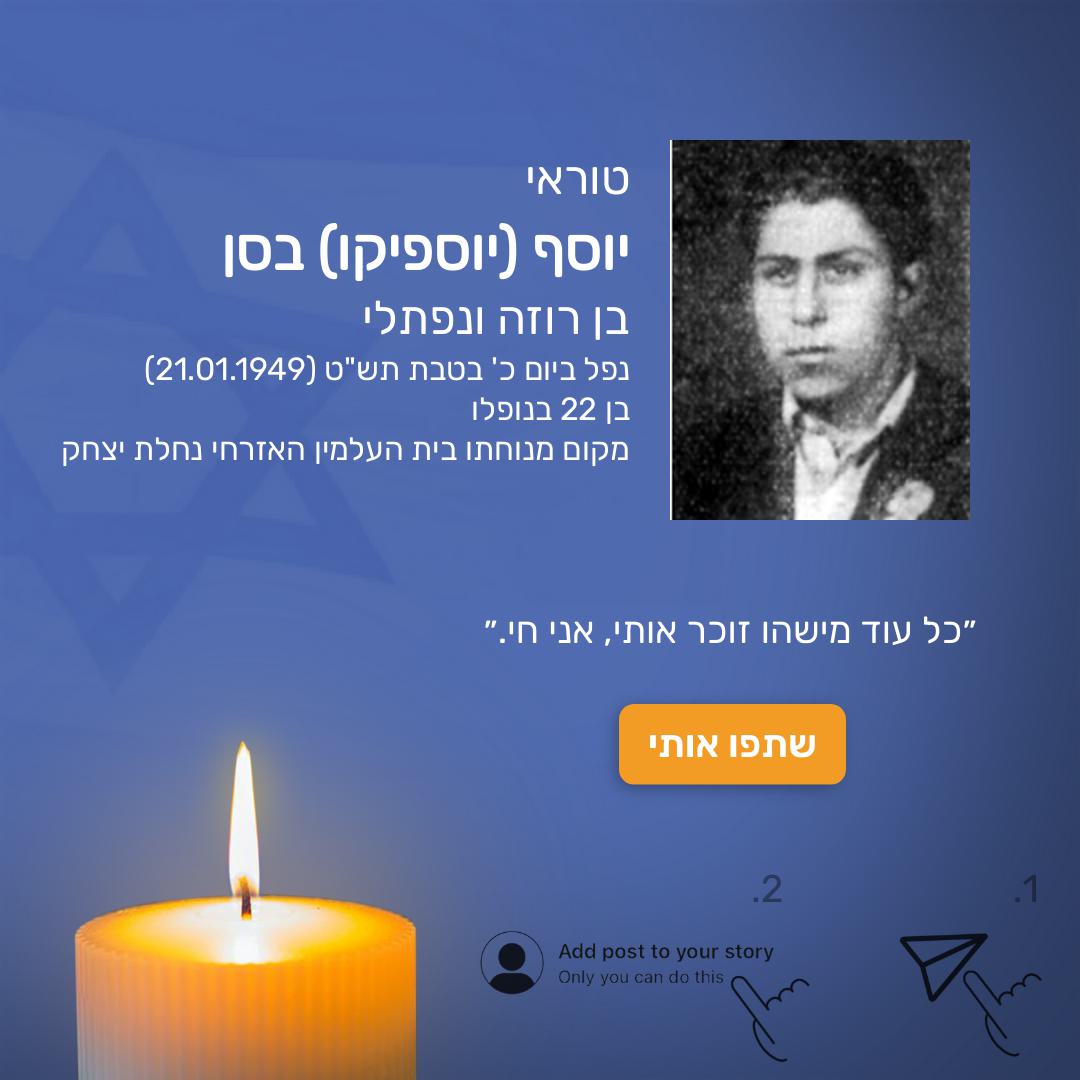 טוראי
יוסף (יוספיקו) בסן
בן רוזה ונפתלי
נפל ביום כ' בטבת תש"ט (21.01.1949)
בן 22 בנופלו
מקום מנוחתו בית העלמין האזרחי נחלת יצחק
״כל עוד מישהו זוכר אותי, אני חי.״
שתפו אותי
1.
2.
Add post to your story
Only you can do this